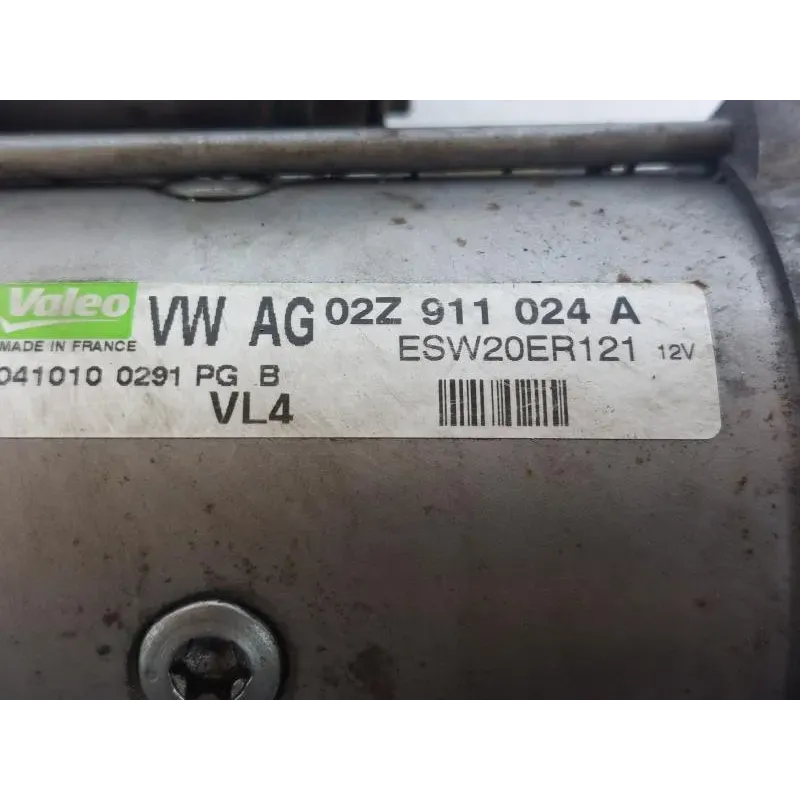 Valeo VW AG 02Z 911 024 A
MADE IN FRANCE ESW20ER121 12V
041010 0291 PG B
VL4